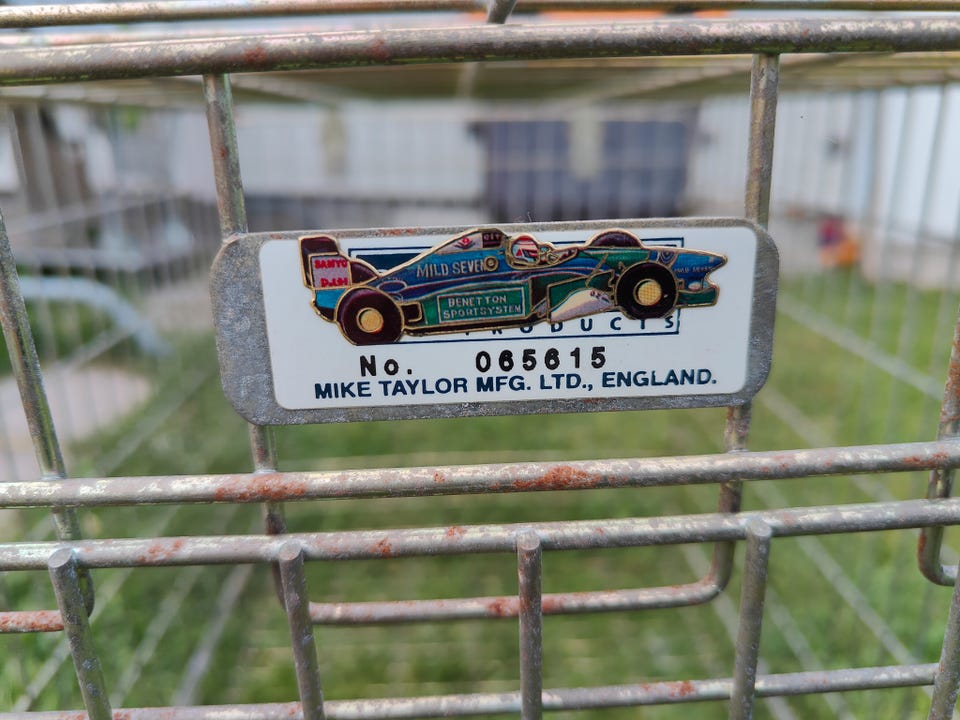 MILD SEVEN
SANYO
BENETTON
SPORTSYSTEM
PRODUCTS
No. 065615
MIKE TAYLOR MFG. LTD., ENGLAND.